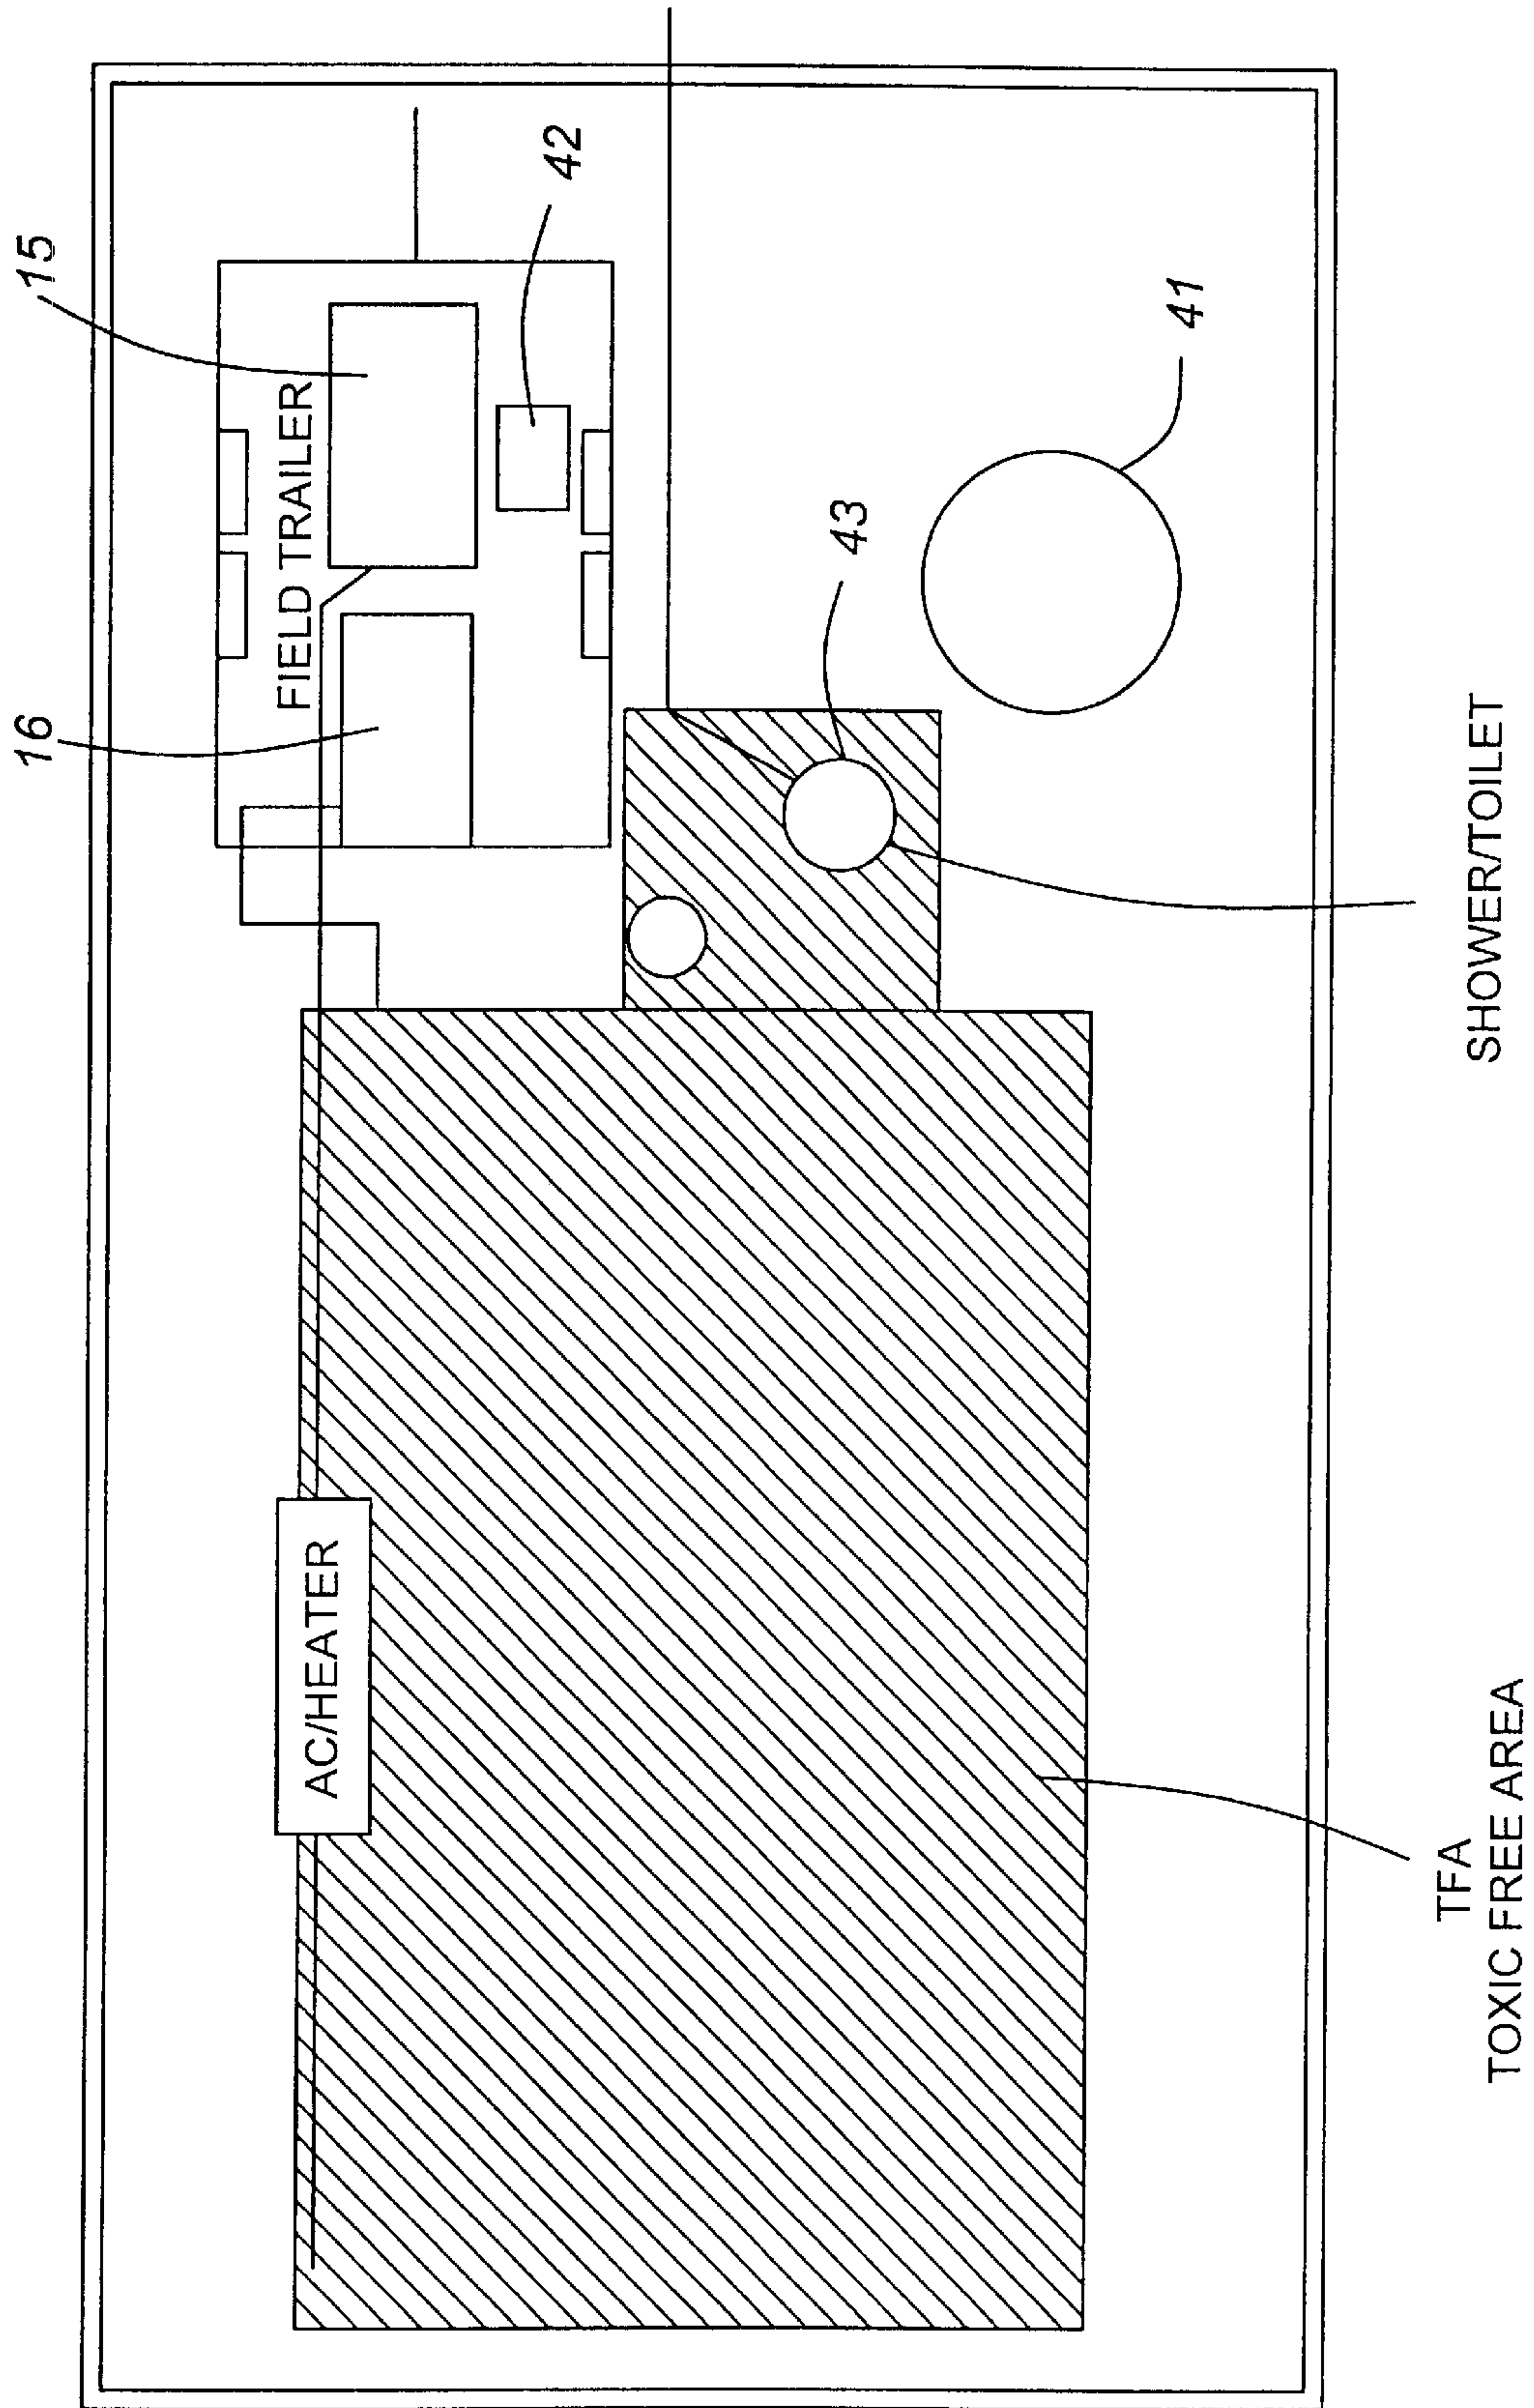 15
16
FIELD TRAILER
42
43
41
AC/HEATER
SHOWER/TOILET
TFA
TOXIC FREE AREA